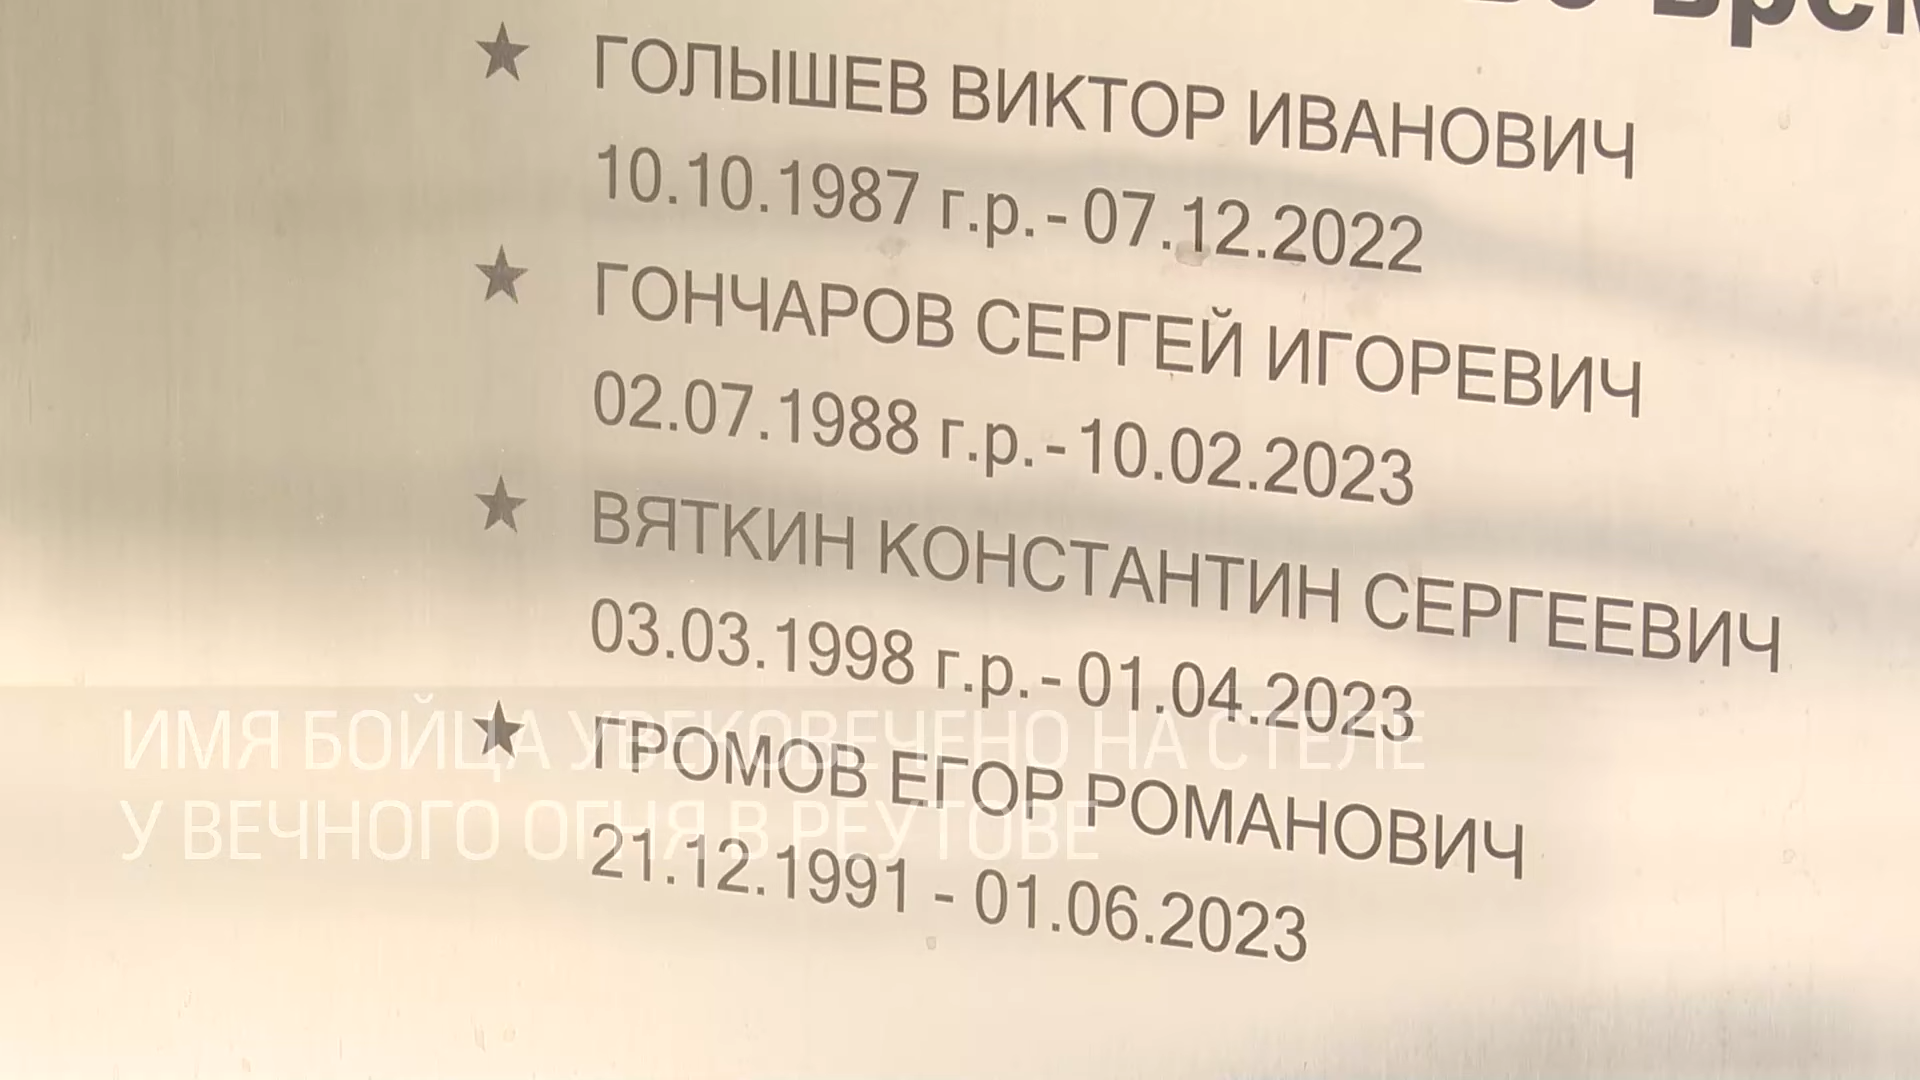 ГОЛЫШЕВ ВИКТОР ИВАНОВИЧ
10.10.1987 г.р. - 07.12.2022
ГОНЧАРОВ СЕРГЕЙ ИГОРЕВИЧ
02.07.1988 г.р. - 10.02.2023
ВЯТКИН КОНСТАНТИН СЕРГЕЕВИЧ
03.03.1998 г.р. - 01.04.2023
ГРОМОВ ЕГОР РОМАНОВИЧ
21.12.1991 - 01.06.2023
ИМЯ БОЙЦА УВЕКОВЕЧЕНО НА СТЕЛЕ
У ВЕЧНОГО ОГНЯ В РЕУТОВЕ